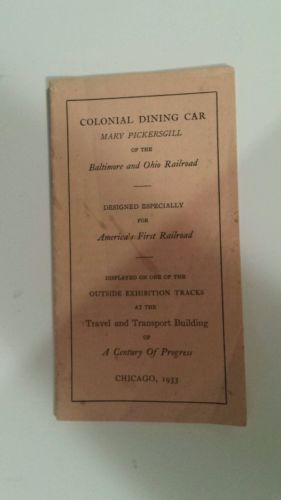 COLONIAL DINING CAR
MARY PICKERSGILL
OF THE
Baltimore and Ohio Railroad
DESIGNED ESPECIALLY
FOR
America's First Railroad
DISPLAYED ON ONE OF THE
OUTSIDE EXHIBITION TRACKS
AT THE
Travel and Transport Building
OF
A Century Of Progress
CHICAGO, 1933